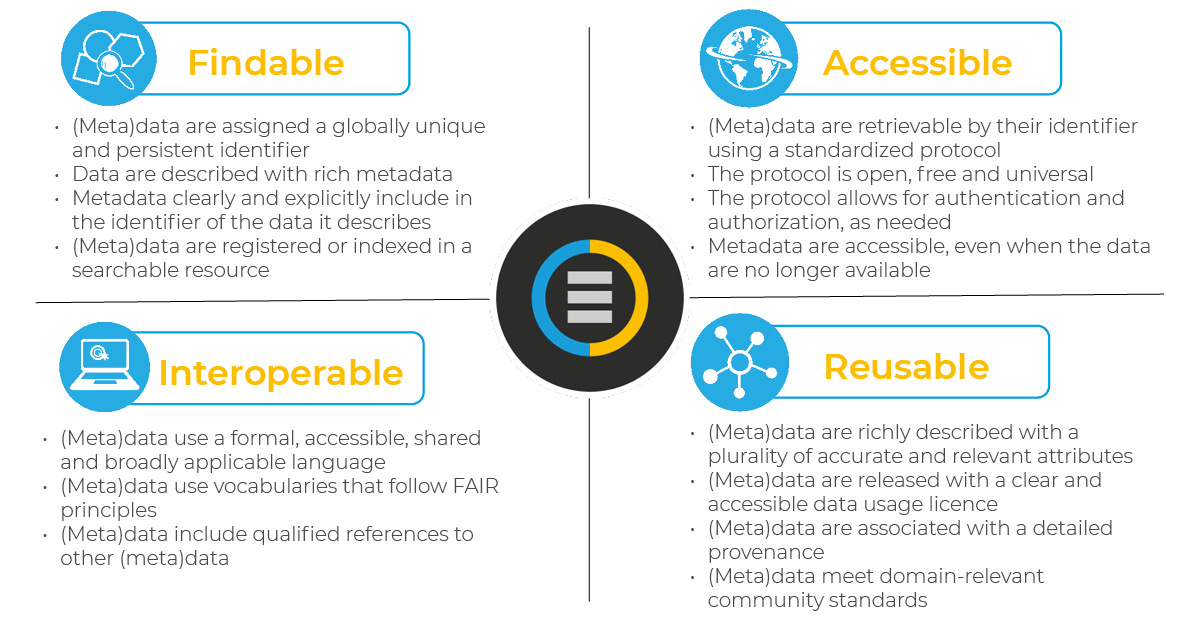 Findable
• (Meta)data are assigned a globally unique
and persistent identifier
• Data are described with rich metadata
• Metadata clearly and explicitly include in
the identifier of the data it describes
• (Meta)data are registered or indexed in a
searchable resource
Accessible
• (Meta)data are retrievable by their identifier
using a standardized protocol
• The protocol is open, free and universal
• The protocol allows for authentication and
authorization, as needed
• Metadata are accessible, even when the data
are no longer available
Interoperable
• (Meta)data use a formal, accessible, shared
and broadly applicable language
• (Meta)data use vocabularies that follow FAIR
principles
• (Meta)data include qualified references to
other (meta)data
Reusable
• (Meta)data are richly described with a
plurality of accurate and relevant attributes
• (Meta)data are released with a clear and
accessible data usage licence
• (Meta)data are associated with a detailed
provenance
• (Meta)data meet domain-relevant
community standards